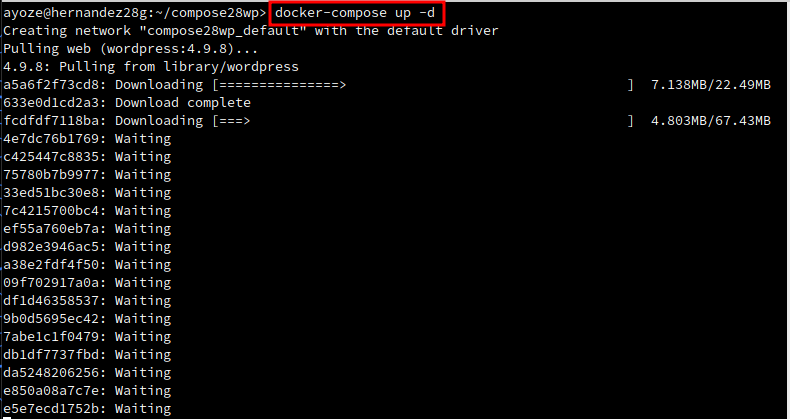 ayoze@hernandez28g:~/compose28wp> docker-compose up -d
Creating network "compose28wp_default" with the default driver
Pulling web (wordpress:4.9.8)...
4.9.8: Pulling from library/wordpress
a5a6f2f73cd8: Downloading [===============>                                   ]  7.138MB/22.49MB
633e0d1cd2a3: Download complete
fcdfdf7118ba: Downloading [===>                                               ]  4.803MB/67.43MB
4e7dc76b1769: Waiting
c425447c8835: Waiting
75780b7b9977: Waiting
33ed51bc30e8: Waiting
7c4215700bc4: Waiting
ef55a760eb7a: Waiting
d982e3946ac5: Waiting
a38e2fdf4f50: Waiting
09f702917a0a: Waiting
df1d46358537: Waiting
9b0d5695ec42: Waiting
7abe1c1f0479: Waiting
db1df7737fbd: Waiting
da5248206256: Waiting
e850a08a7c7e: Waiting
e5e7ecd1752b: Waiting